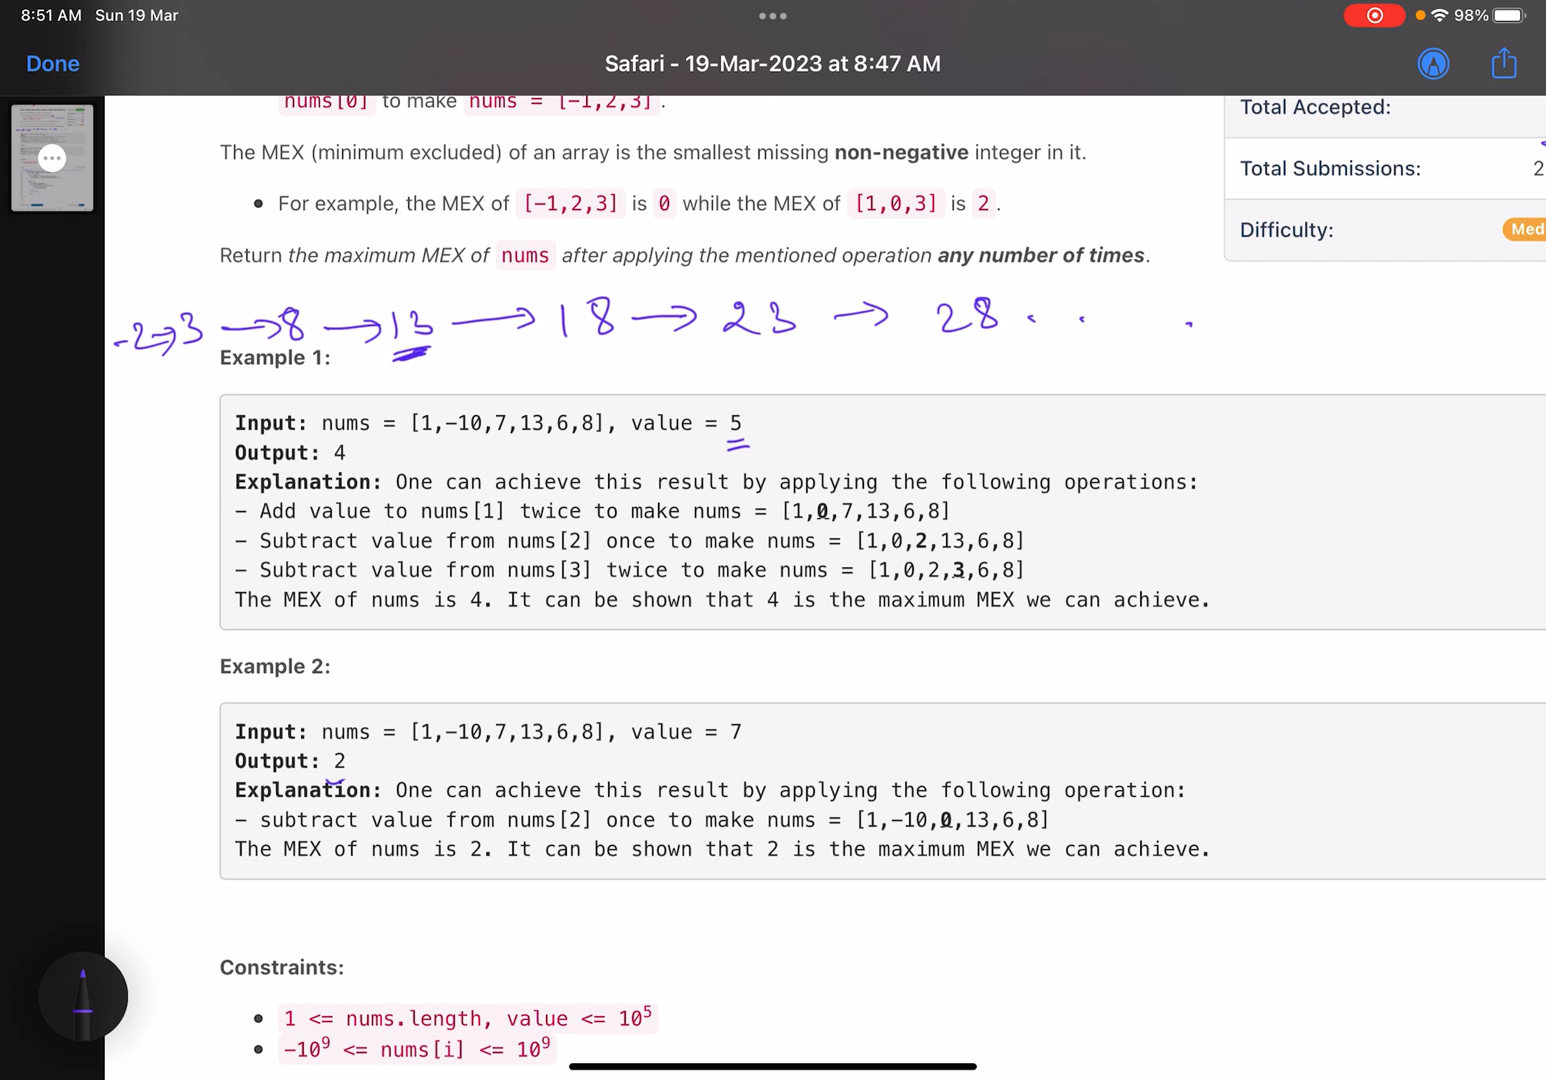 8:51 AM Sun 19 Mar
98%
Done
Safari - 19-Mar-2023 at 8:47 AM
nums[0] to make nums = [-1,2,3].
The MEX (minimum excluded) of an array is the smallest missing non-negative integer in it.
• For example, the MEX of [-1,2,3] is 0 while the MEX of [1,0,3] is 2.
Return the maximum MEX of nums after applying the mentioned operation any number of times.
Total Accepted:
Total Submissions: 2
Difficulty: Med
-2→3 →8 →13 → 18 → 23 → 28 . . .
Example 1:
Input: nums = [1,-10,7,13,6,8], value = 5
Output: 4
Explanation: One can achieve this result by applying the following operations:
- Add value to nums[1] twice to make nums = [1,0,7,13,6,8]
- Subtract value from nums[2] once to make nums = [1,0,2,13,6,8]
- Subtract value from nums[3] twice to make nums = [1,0,2,3,6,8]
The MEX of nums is 4. It can be shown that 4 is the maximum MEX we can achieve.
Example 2:
Input: nums = [1,-10,7,13,6,8], value = 7
Output: 2
Explanation: One can achieve this result by applying the following operation:
- subtract value from nums[2] once to make nums = [1,-10,0,13,6,8]
The MEX of nums is 2. It can be shown that 2 is the maximum MEX we can achieve.
Constraints:
• 1 <= nums.length, value <= 10⁵
• -10⁹ <= nums[i] <= 10⁹